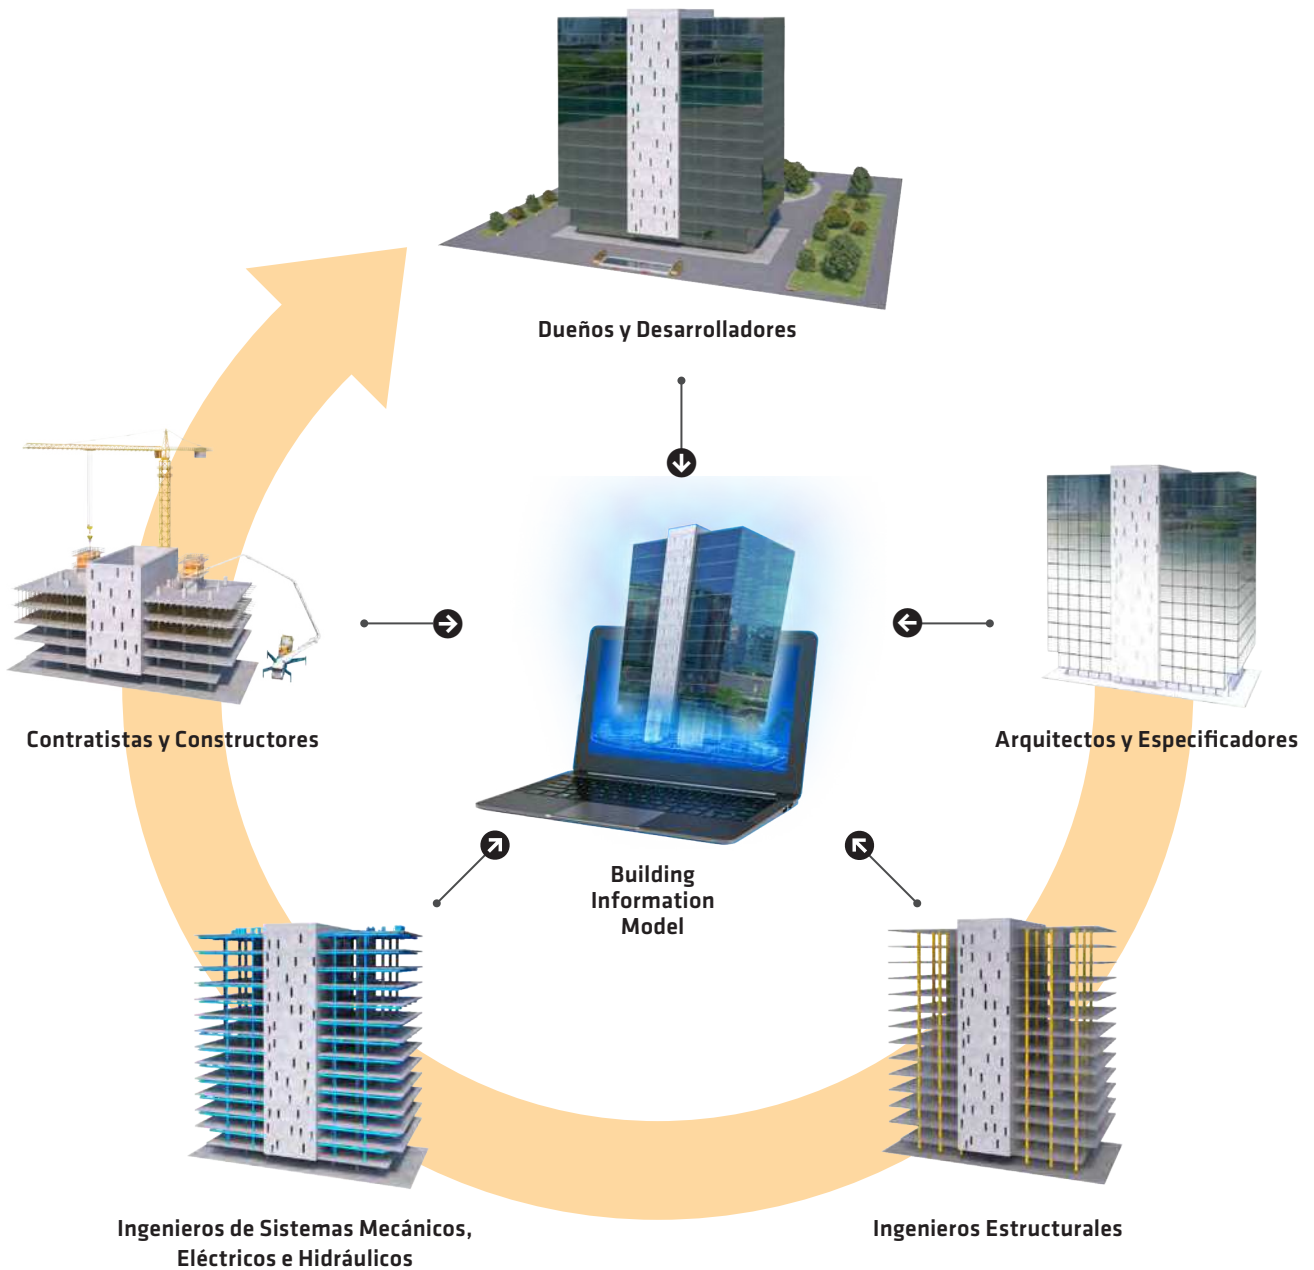 Dueños y Desarrolladores
Contratistas y Constructores
Arquitectos y Especificadores
Building
Information
Model
Ingenieros de Sistemas Mecánicos,
Eléctricos e Hidráulicos
Ingenieros Estructurales